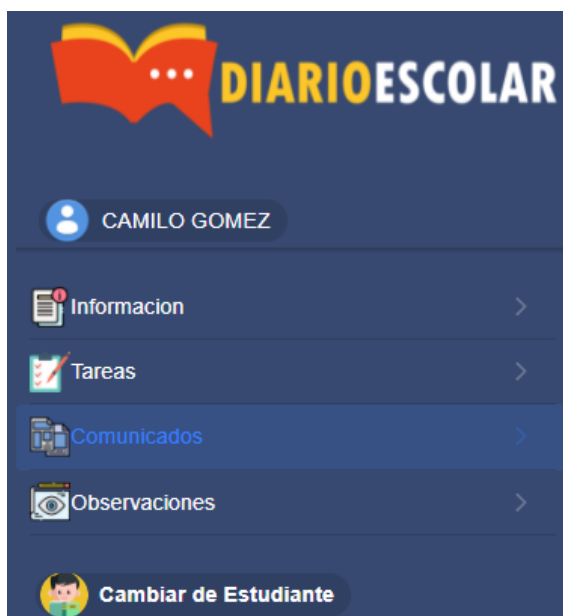 DIARIOESCOLAR
CAMILO GOMEZ
Informacion
Tareas
Comunicados
Observaciones
Cambiar de Estudiante